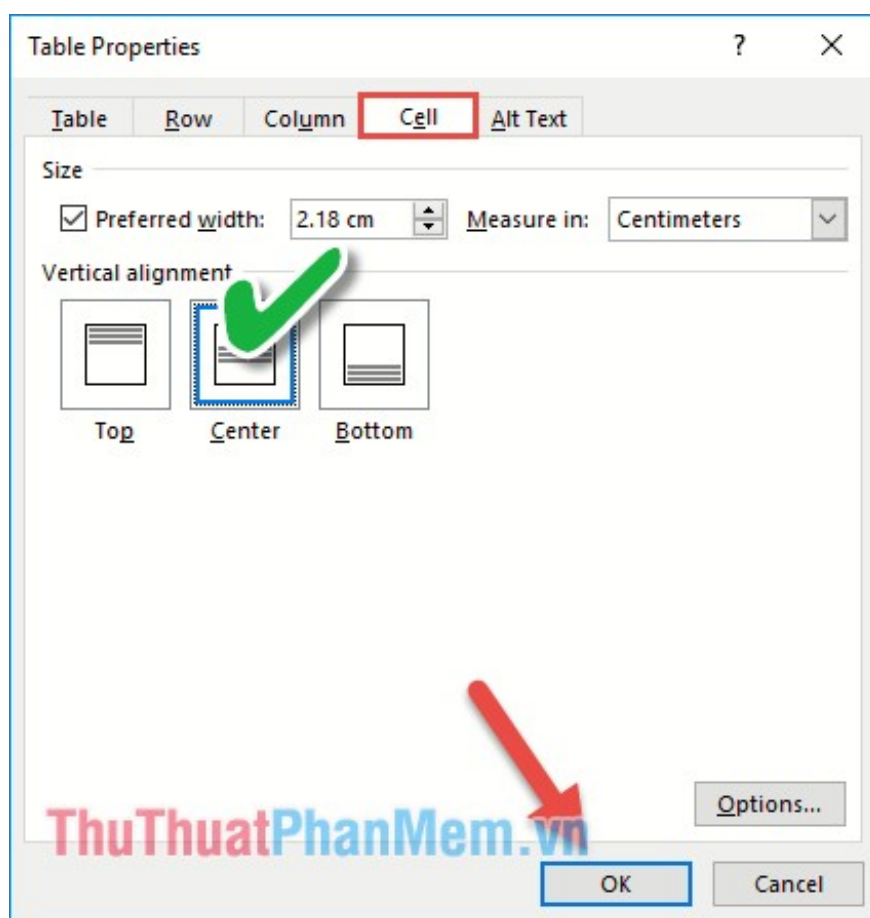 Table Properties ?
Table Row Column Cell Alt Text
Size
Preferred width: 2.18 cm Measure in: Centimeters
Vertical alignment
Top Center Bottom
Options...
ThuThuatPhanMem.vn
OK Cancel